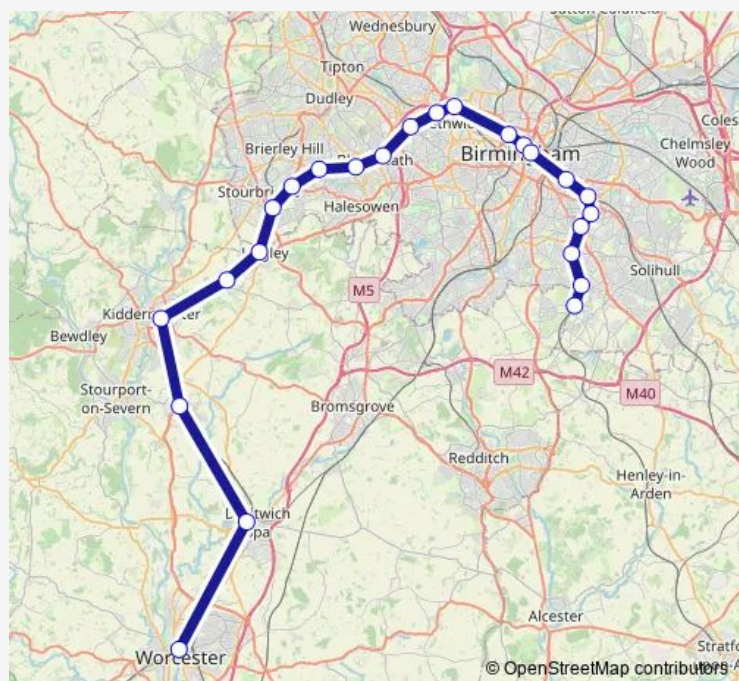 Wednesbury
Tipton
Dudley
Coles
Chelmsley
Wood
Brierley Hill
Birmingham
Halesowen
Solihull
M5
Bewdley
Stourport-
on-Severn
M42
M40
Bromsgrove
Redditch
Henley-in-
Arden
Alcester
Worcester
© OpenStreetMap contributors